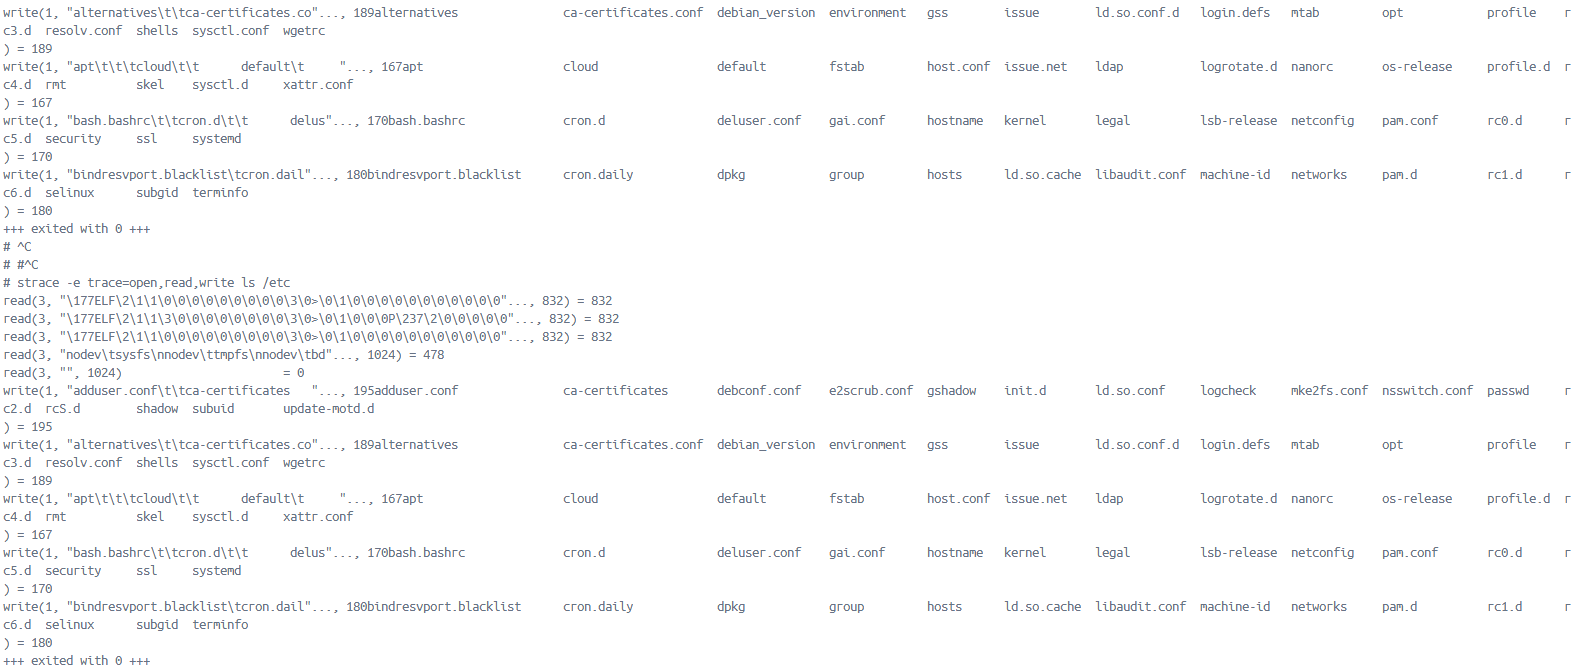 write(1, "alternatives\t\tca-certificates.co"..., 189alternatives               ca-certificates.conf  debian_version  environment   gss        issue        ld.so.conf.d   login.defs   mtab         opt            profile    r
c3.d  resolv.conf  shells  sysctl.conf  wgetrc
) = 189
write(1, "apt\t\t\tcloud\t\t      default\t     "..., 167apt                    cloud                 default         fstab         host.conf  issue.net    ldap           logrotate.d  nanorc       os-release     profile.d  r
c4.d  rmt          skel    sysctl.d     xattr.conf
) = 167
write(1, "bash.bashrc\t\tcron.d\t\t      delus"..., 170bash.bashrc              cron.d                deluser.conf    gai.conf      hostname   kernel       legal          lsb-release  netconfig    pam.conf       rc0.d      r
c5.d  security     ssl     systemd
) = 170
write(1, "bindresvport.blacklist\tcron.dail"..., 180bindresvport.blacklist      cron.daily            dpkg            group         hosts      ld.so.cache  libaudit.conf  machine-id   networks     pam.d          rc1.d      r
c6.d  selinux      subgid  terminfo
) = 180
+++ exited with 0 +++
# ^C
# #^C
# strace -e trace=open,read,write ls /etc
read(3, "\177ELF\2\1\1\0\0\0\0\0\0\0\0\0\3\0>\0\1\0\0\0\0\0\0\0\0\0\0\0"..., 832) = 832
read(3, "\177ELF\2\1\1\3\0\0\0\0\0\0\0\0\3\0>\0\1\0\0\0P\237\2\0\0\0\0\0"..., 832) = 832
read(3, "\177ELF\2\1\1\0\0\0\0\0\0\0\0\0\3\0>\0\1\0\0\0\0\0\0\0\0\0\0\0"..., 832) = 832
read(3, "nodev\tsysfs\nnodev\ttmpfs\nnodev\tbd"..., 1024) = 478
read(3, "", 1024)                       = 0
write(1, "adduser.conf\t\tca-certificates   "..., 195adduser.conf               ca-certificates       debconf.conf    e2scrub.conf  gshadow    init.d       ld.so.conf     logcheck     mke2fs.conf  nsswitch.conf  passwd     r
c2.d  rcS.d        shadow  subuid       update-motd.d
) = 195
write(1, "alternatives\t\tca-certificates.co"..., 189alternatives               ca-certificates.conf  debian_version  environment   gss        issue        ld.so.conf.d   login.defs   mtab         opt            profile    r
c3.d  resolv.conf  shells  sysctl.conf  wgetrc
) = 189
write(1, "apt\t\t\tcloud\t\t      default\t     "..., 167apt                    cloud                 default         fstab         host.conf  issue.net    ldap           logrotate.d  nanorc       os-release     profile.d  r
c4.d  rmt          skel    sysctl.d     xattr.conf
) = 167
write(1, "bash.bashrc\t\tcron.d\t\t      delus"..., 170bash.bashrc              cron.d                deluser.conf    gai.conf      hostname   kernel       legal          lsb-release  netconfig    pam.conf       rc0.d      r
c5.d  security     ssl     systemd
) = 170
write(1, "bindresvport.blacklist\tcron.dail"..., 180bindresvport.blacklist      cron.daily            dpkg            group         hosts      ld.so.cache  libaudit.conf  machine-id   networks     pam.d          rc1.d      r
c6.d  selinux      subgid  terminfo
) = 180
+++ exited with 0 +++